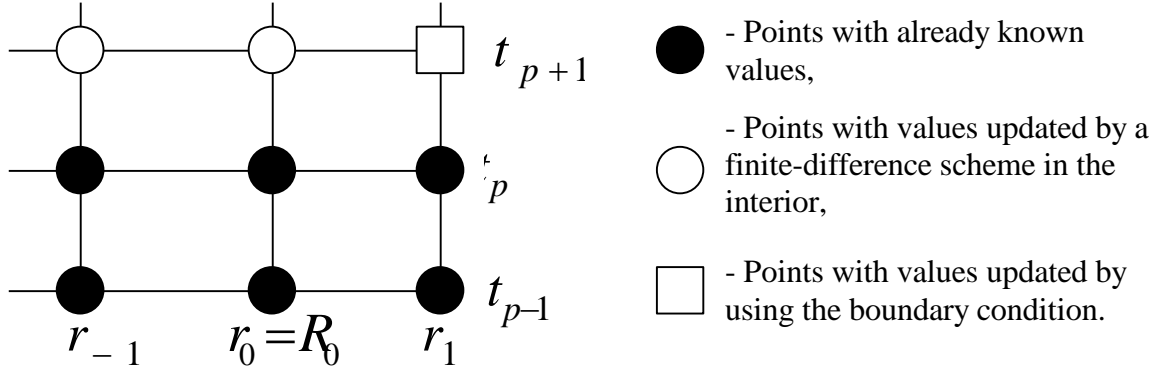 t p + 1
t p
t p–1
r – 1
r 0 = R 0
r 1
- Points with already known
values,
- Points with values updated by a
finite-difference scheme in the
interior,
- Points with values updated by
using the boundary condition.